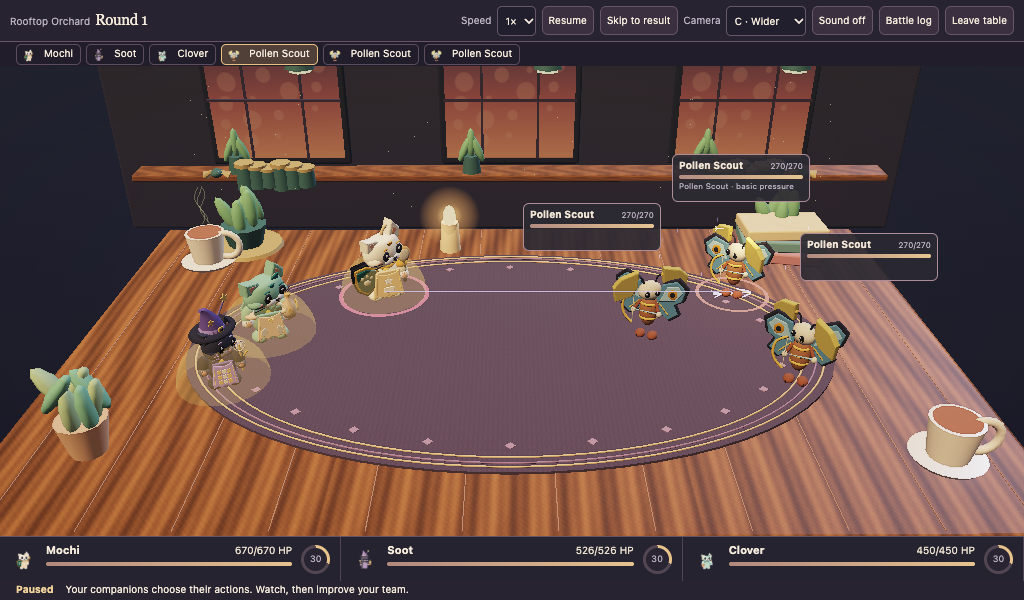 Rooftop Orchard Round 1
Speed 1x Resume Skip to result Camera C · Wider Sound off Battle log Leave table
Mochi Soot Clover Pollen Scout Pollen Scout Pollen Scout
Pollen Scout 270/270
Pollen Scout · basic pressure
Pollen Scout 270/270
Pollen Scout 270/270
Mochi 670/670 HP 30
Soot 526/526 HP 30
Clover 450/450 HP 30
Paused Your companions choose their actions. Watch, then improve your team.